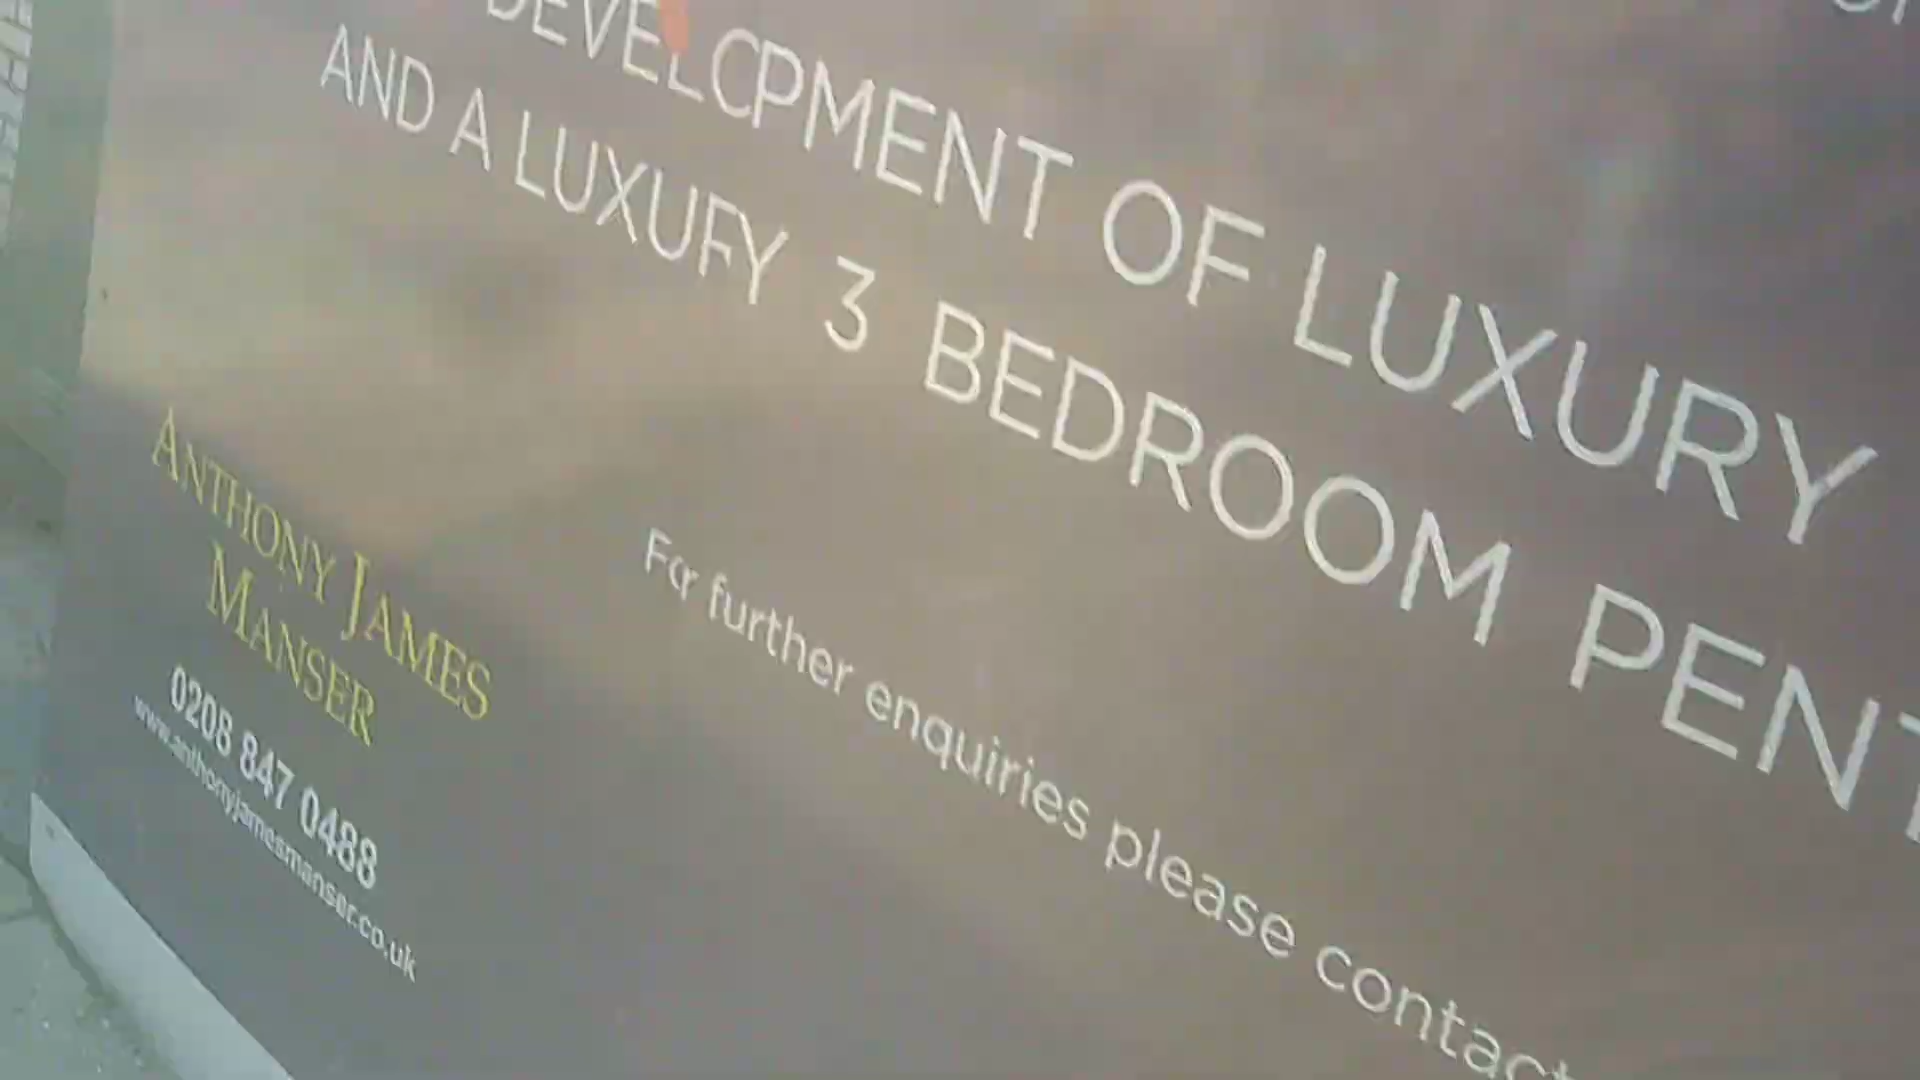 DEVELOPMENT OF LUXURY
AND A LUXURY 3 BEDROOM PENT
For further enquiries please contact
ANTHONY JAMES
MANSER
0208 847 0488
www.anthonyjamesmanser.co.uk